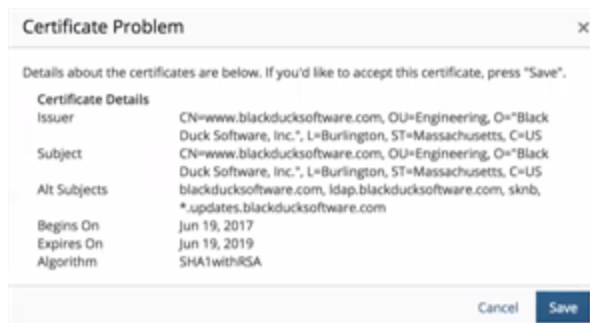 Certificate Problem ×
Details about the certificates are below. If you'd like to accept this certificate, press "Save".
Certificate Details
Issuer CN=www.blackducksoftware.com, OU=Engineering, O="Black
Duck Software, Inc.", L=Burlington, ST=Massachusetts, C=US
Subject CN=www.blackducksoftware.com, OU=Engineering, O="Black
Duck Software, Inc.", L=Burlington, ST=Massachusetts, C=US
Alt Subjects blackducksoftware.com, ldap.blackducksoftware.com, sknb,
*.updates.blackducksoftware.com
Begins On Jun 19, 2017
Expires On Jun 19, 2019
Algorithm SHA1withRSA
Cancel Save